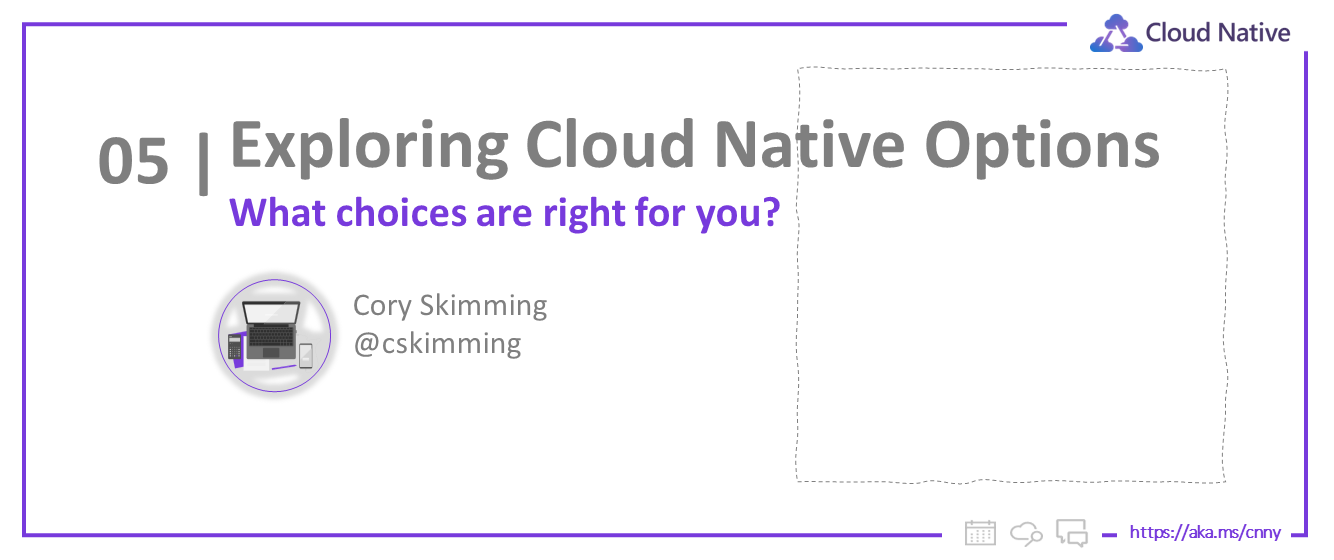 Cloud Native
05 | Exploring Cloud Native Options
What choices are right for you?
Cory Skimming
@cskimming
https://aka.ms/cnny